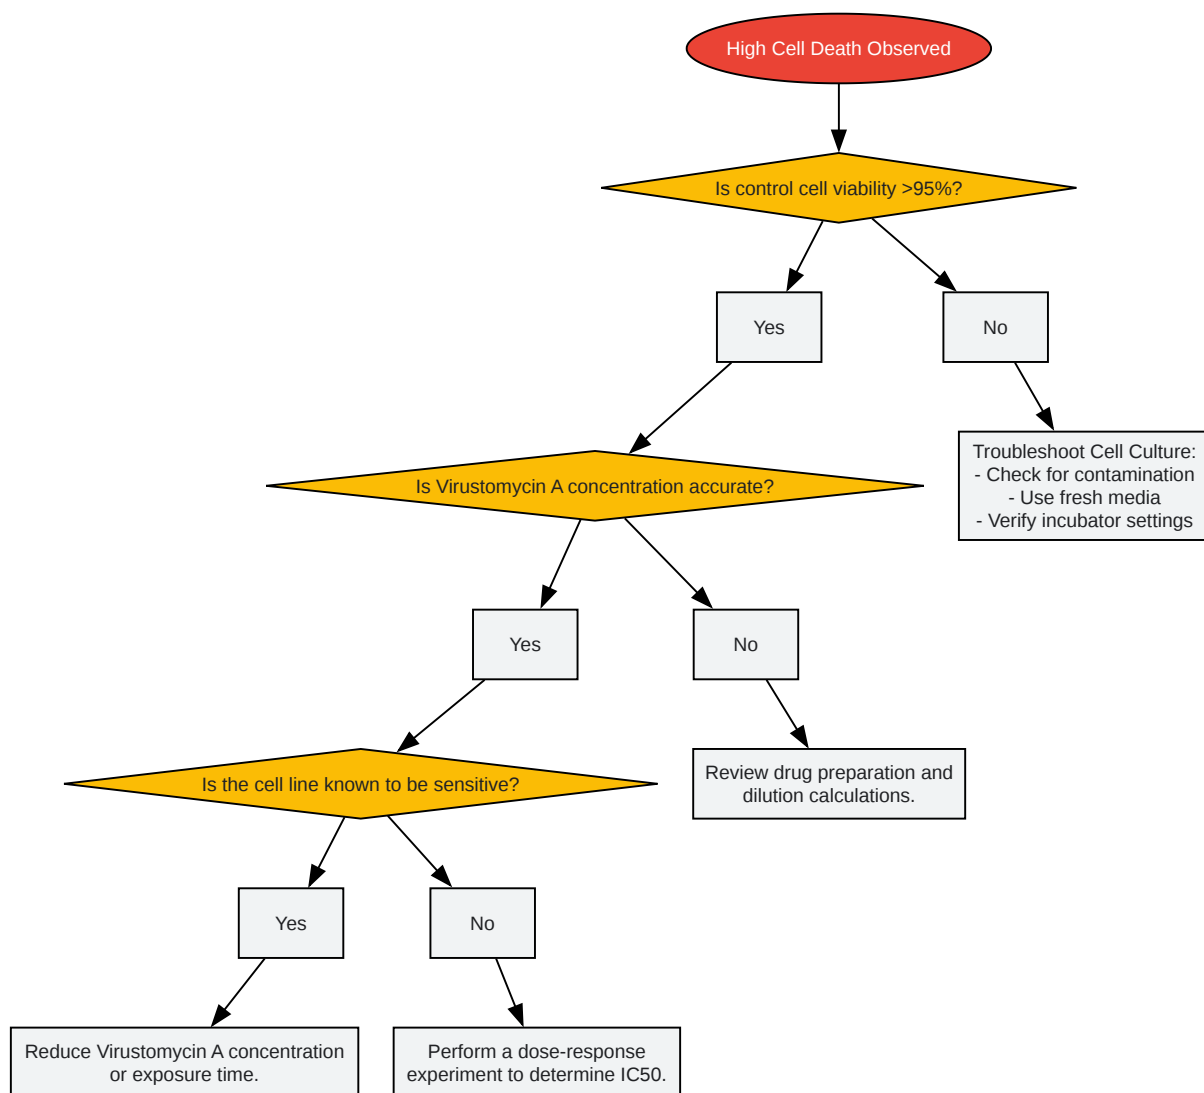 High Cell Death Observed
Is control cell viability >95%?
Yes
No
Troubleshoot Cell Culture:
- Check for contamination
- Use fresh media
- Verify incubator settings
Is Virustomycin A concentration accurate?
Yes
No
Review drug preparation and
dilution calculations.
Is the cell line known to be sensitive?
Yes
No
Reduce Virustomycin A concentration
or exposure time.
Perform a dose-response
experiment to determine IC50.